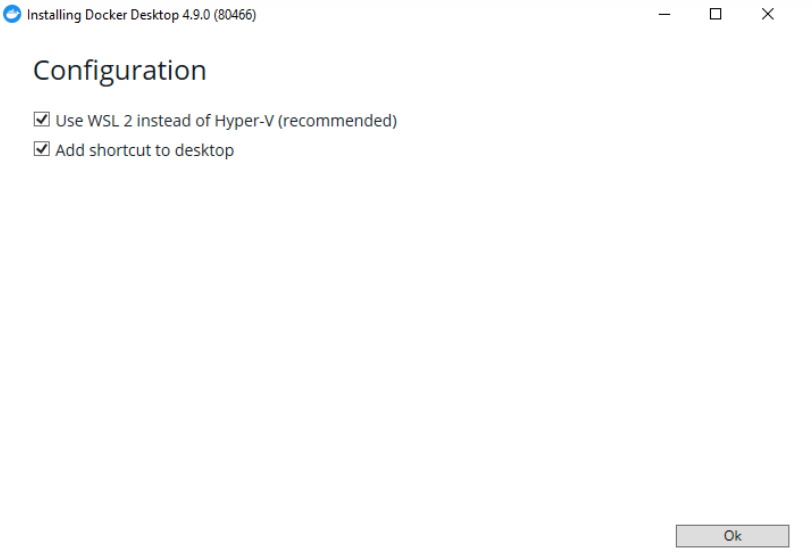 Installing Docker Desktop 4.9.0 (80466)
Configuration
Use WSL 2 instead of Hyper-V (recommended)
Add shortcut to desktop
Ok